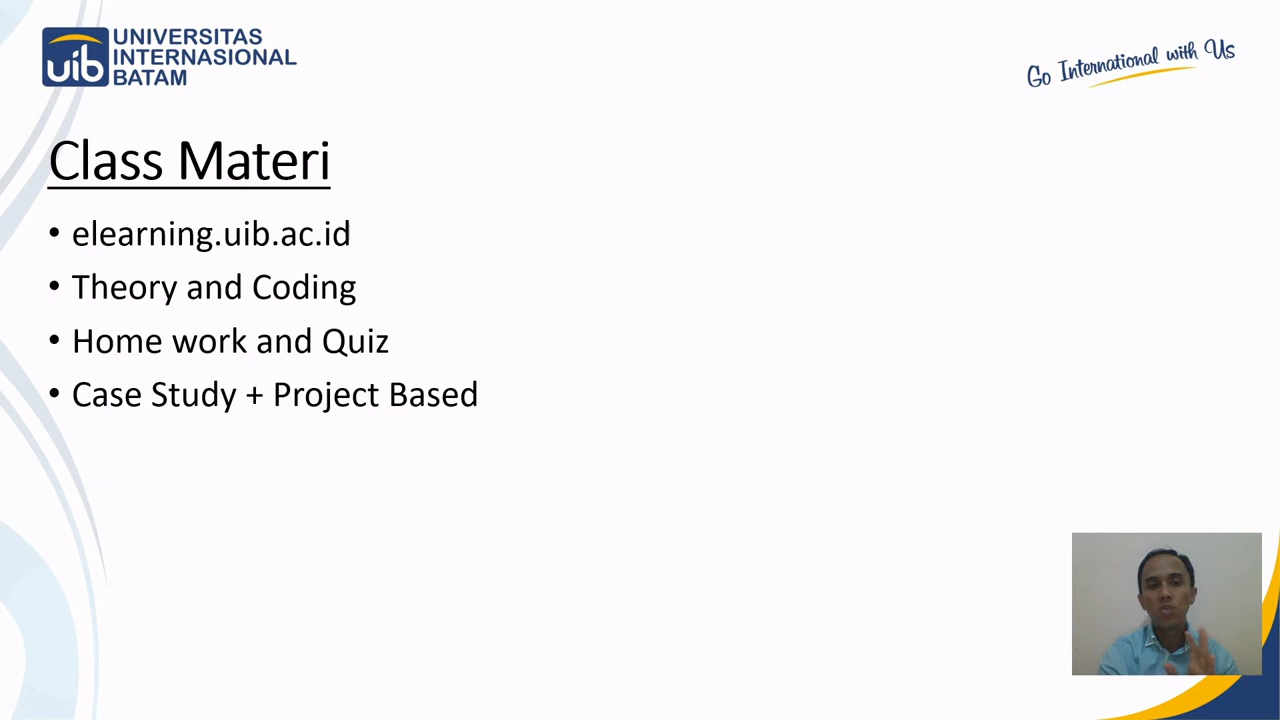 uib
UNIVERSITAS
INTERNASIONAL
BATAM
Go International with Us
Class Materi
• elearning.uib.ac.id
• Theory and Coding
• Home work and Quiz
• Case Study + Project Based